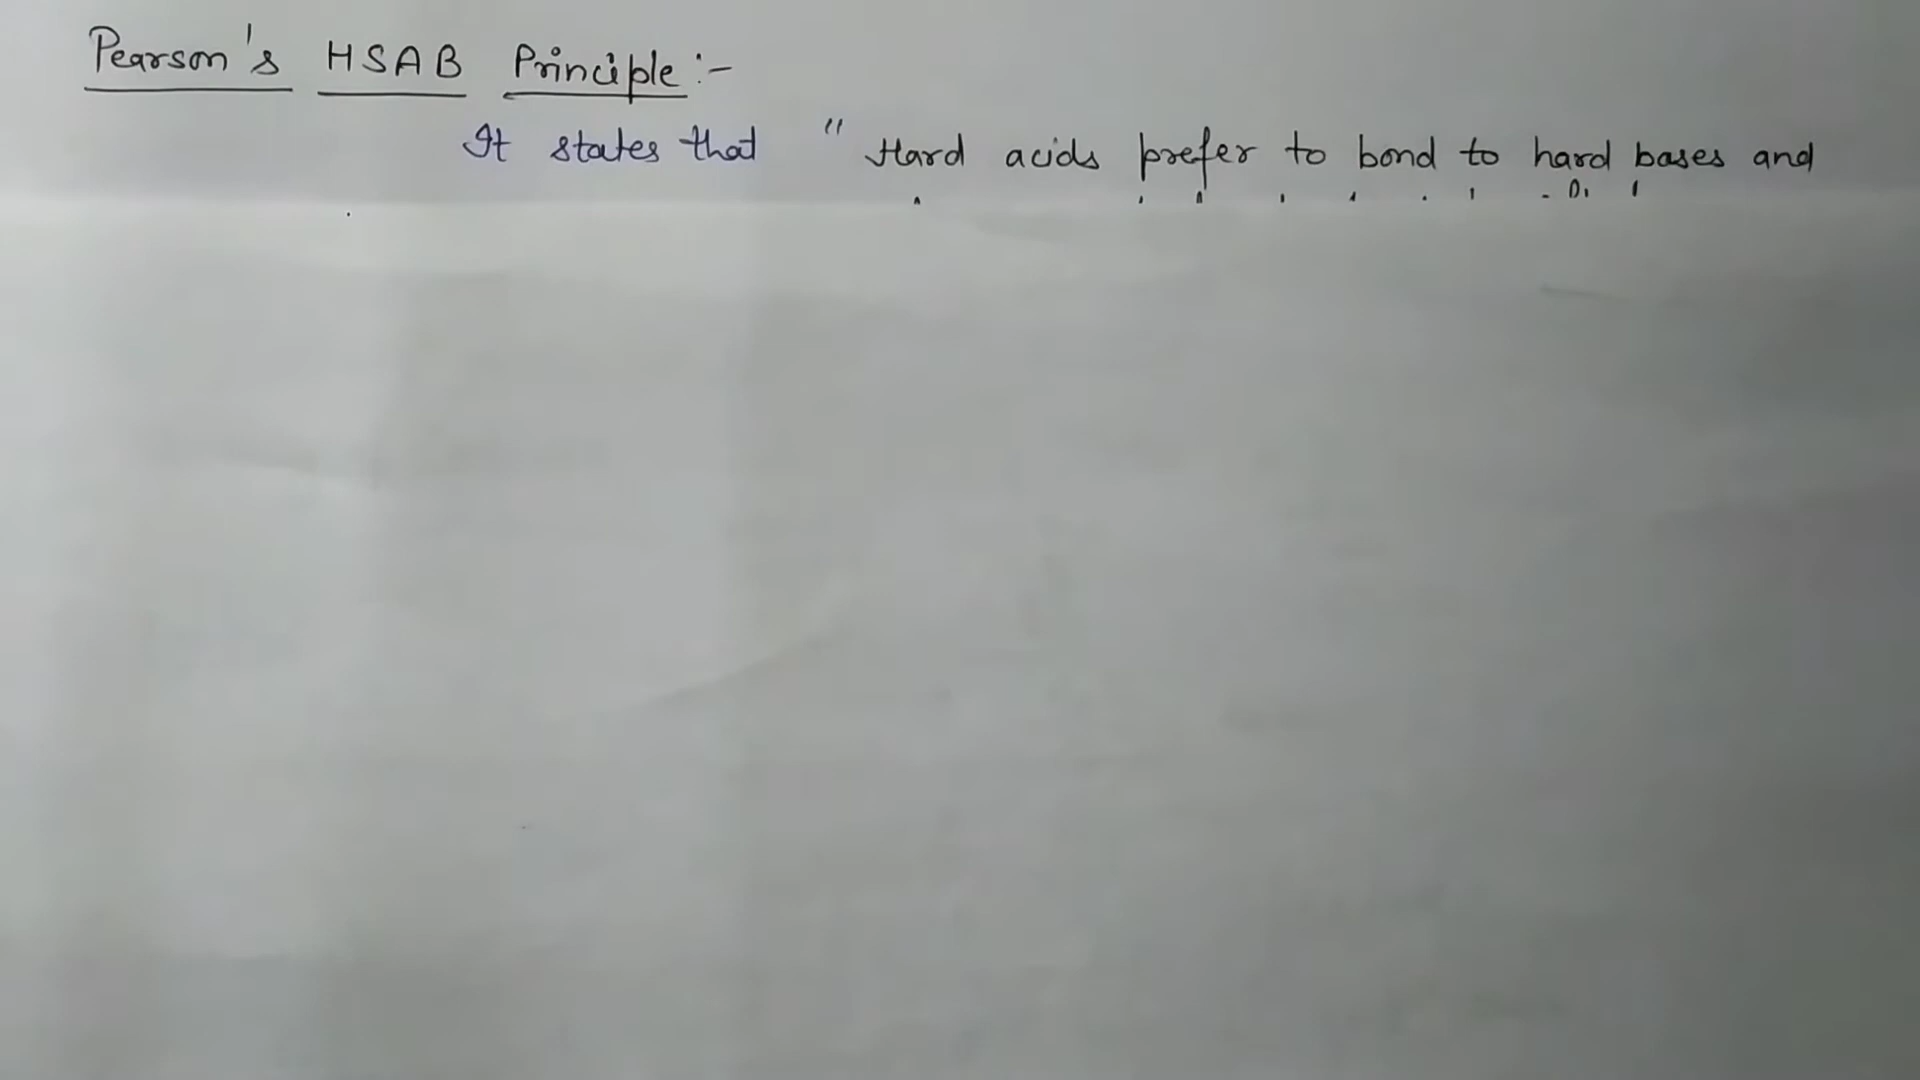 Pearson's HSAB Principle :-
It states that " Hard acids prefer to bond to hard bases and